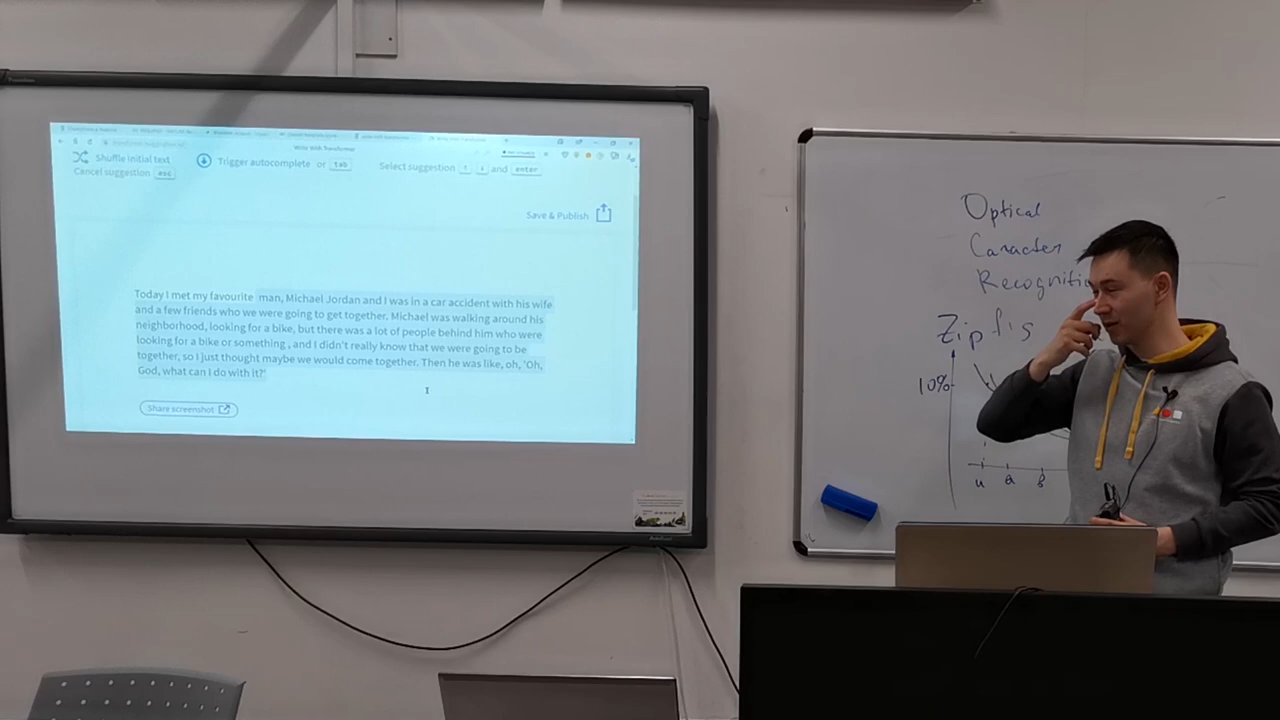 Write With Transformer
Shuffle initial text
Trigger autocomplete or tab
Select suggestion ↑ ↓ and enter
Cancel suggestion esc
Save & Publish
Today I met my favourite man, Michael Jordan and I was in a car accident with his wife
and a few friends who we were going to get together. Michael was walking around his
neighborhood, looking for a bike, but there was a lot of people behind him who were
looking for a bike or something , and I didn't really know that we were going to be
together, so I just thought maybe we would come together. Then he was like, oh, 'Oh,
God, what can I do with it?'
Share screenshot
Optical
Caracter
Recognitio
Zipf's
10%
и а в